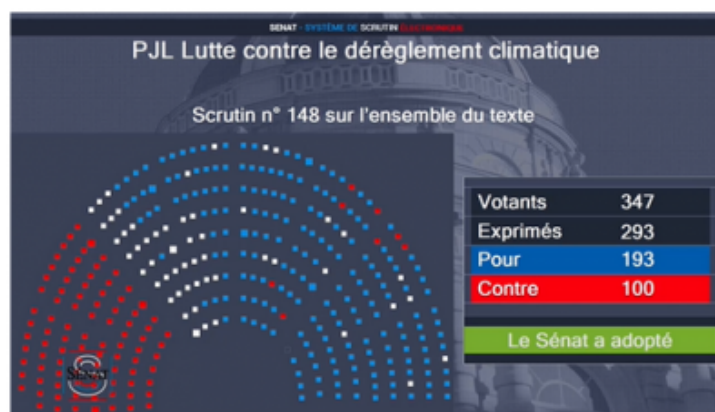 SENAT - SYSTÈME DE SCRUTIN ÉLECTRONIQUE
PJL Lutte contre le dérèglement climatique
Scrutin n° 148 sur l'ensemble du texte
Votants 347
Exprimés 293
Pour 193
Contre 100
Le Sénat a adopté
SENAT